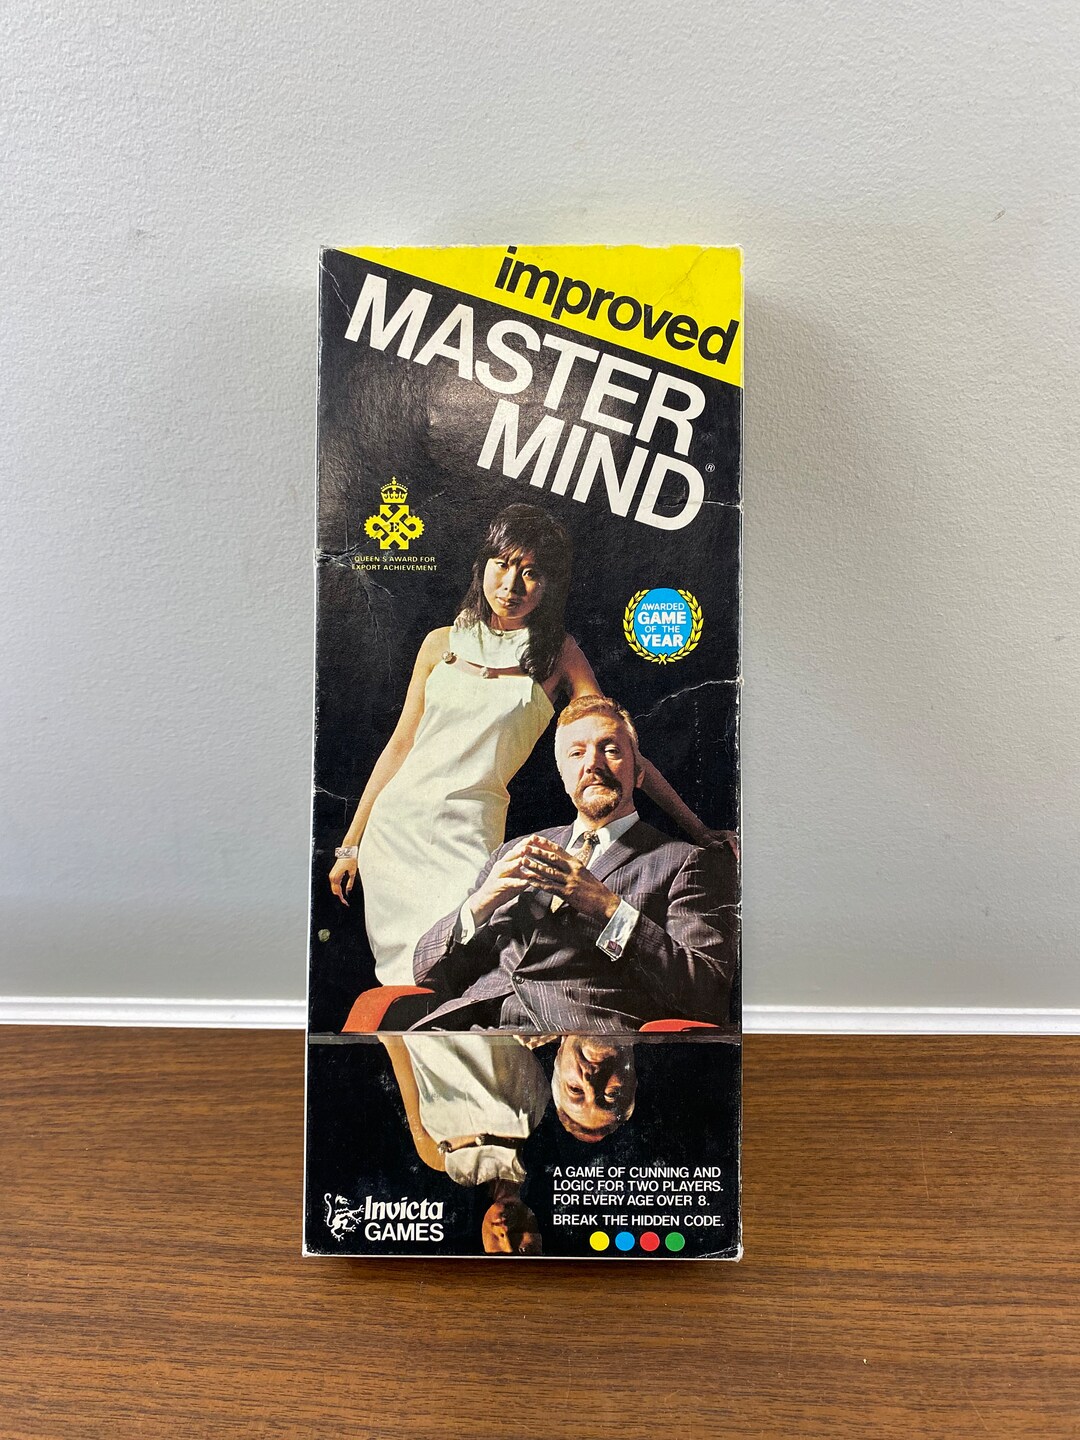 improved
MASTER
MIND®
E
QUEEN'S AWARD FOR
EXPORT ACHIEVEMENT
AWARDED
GAME
OF THE
YEAR
A GAME OF CUNNING AND
LOGIC FOR TWO PLAYERS.
FOR EVERY AGE OVER 8.
BREAK THE HIDDEN CODE.
Invicta
GAMES